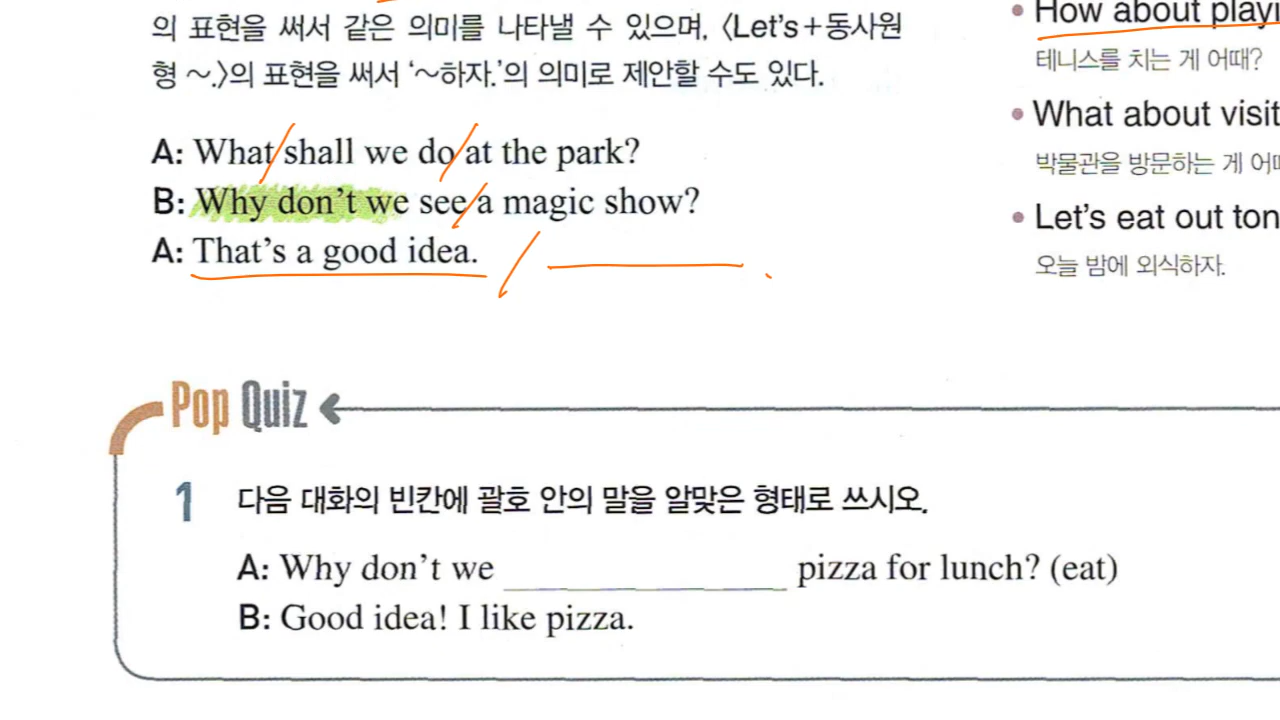 의 표현을 써서 같은 의미를 나타낼 수 있으며, 〈Let's+동사원
형 ~.〉의 표현을 써서 '~하자.'의 의미로 제안할 수도 있다.
A: What shall we do at the park?
B: Why don't we see a magic show?
A: That's a good idea.
How about
테니스를 치는 게 어때?
What about
박물관을 방문하는 게
Let's eat out
오늘 밤에 외식하자.
Pop Quiz
1 다음 대화의 빈칸에 괄호 안의 말을 알맞은 형태로 쓰시오.
A: Why don't we ______ pizza for lunch? (eat)
B: Good idea! I like pizza.